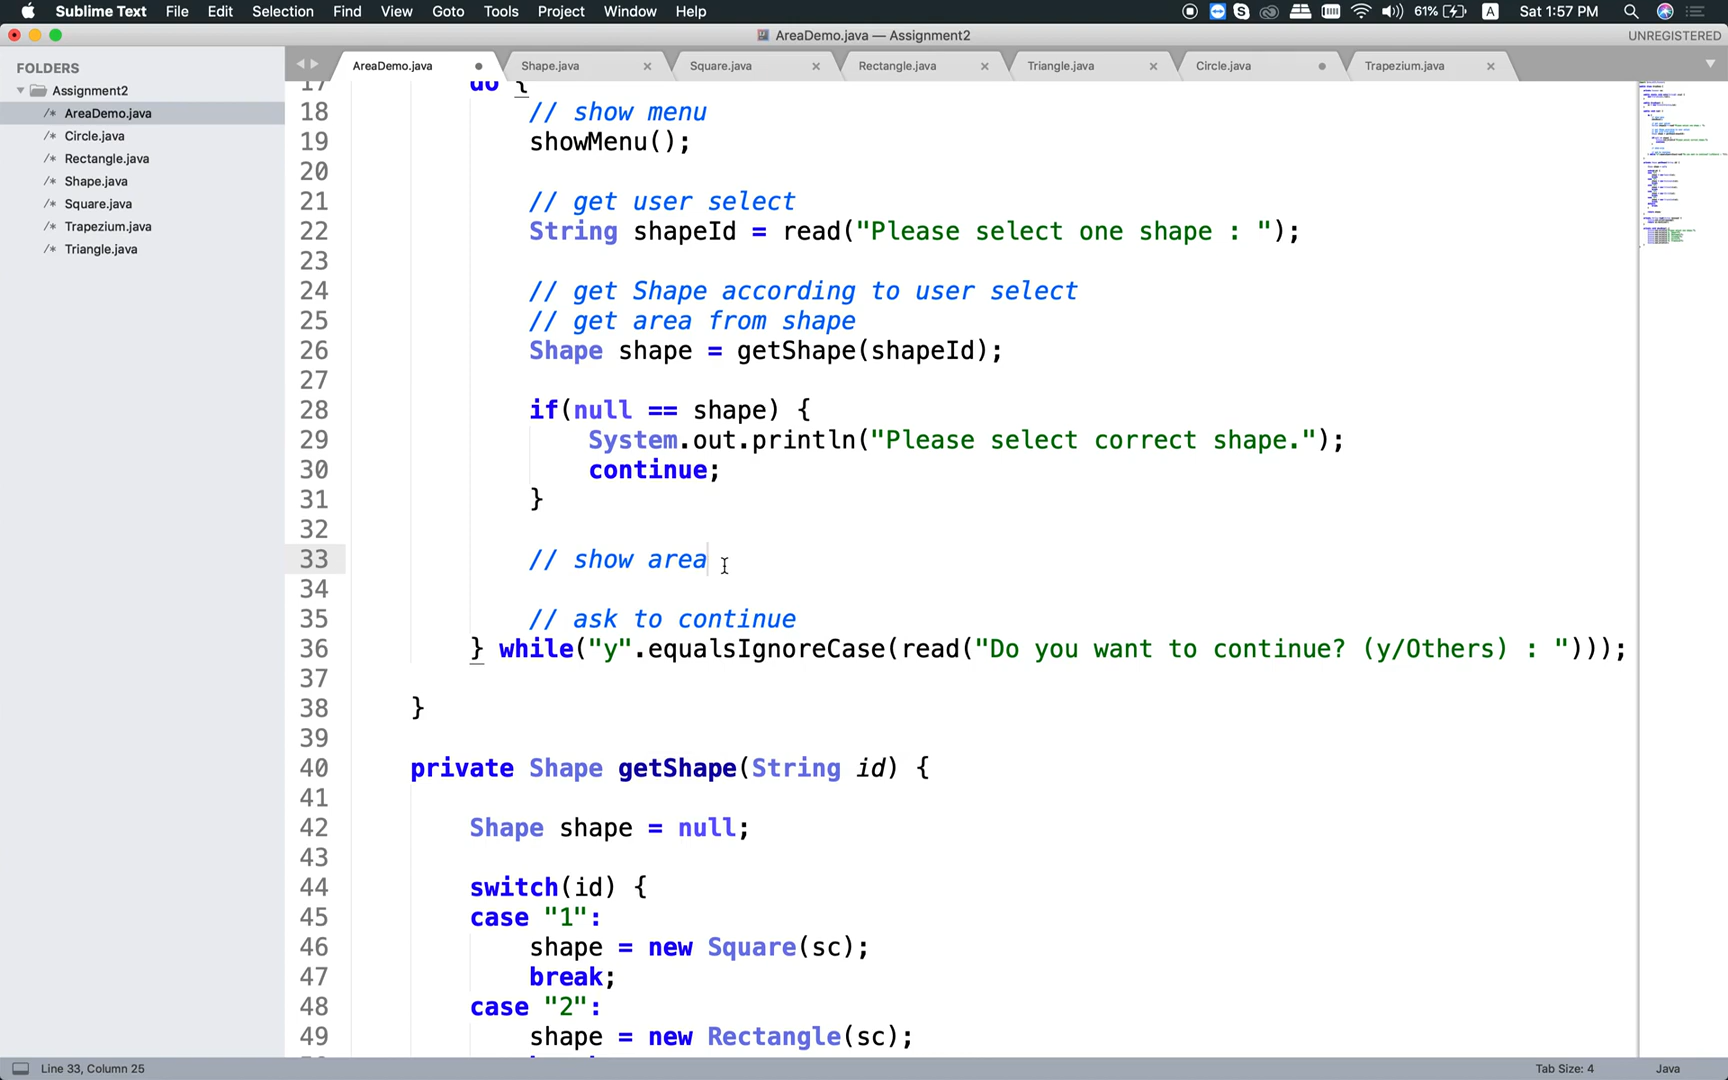 Sublime Text File Edit Selection Find View Goto Tools Project Window Help 61% A Sat 1:57 PM
AreaDemo.java — Assignment2 UNREGISTERED
FOLDERS
Assignment2
/* AreaDemo.java
/* Circle.java
/* Rectangle.java
/* Shape.java
/* Square.java
/* Trapezium.java
/* Triangle.java
AreaDemo.java Shape.java Square.java Rectangle.java Triangle.java Circle.java Trapezium.java
17 do {
18 // show menu
19 showMenu();
20
21 // get user select
22 String shapeId = read("Please select one shape : ");
23
24 // get Shape according to user select
25 // get area from shape
26 Shape shape = getShape(shapeId);
27
28 if(null == shape) {
29 System.out.println("Please select correct shape.");
30 continue;
31 }
32
33 // show area
34
35 // ask to continue
36 } while("y".equalsIgnoreCase(read("Do you want to continue? (y/Others) : ")));
37
38 }
39
40 private Shape getShape(String id) {
41
42 Shape shape = null;
43
44 switch(id) {
45 case "1":
46 shape = new Square(sc);
47 break;
48 case "2":
49 shape = new Rectangle(sc);
Line 33, Column 25 Tab Size: 4 Java